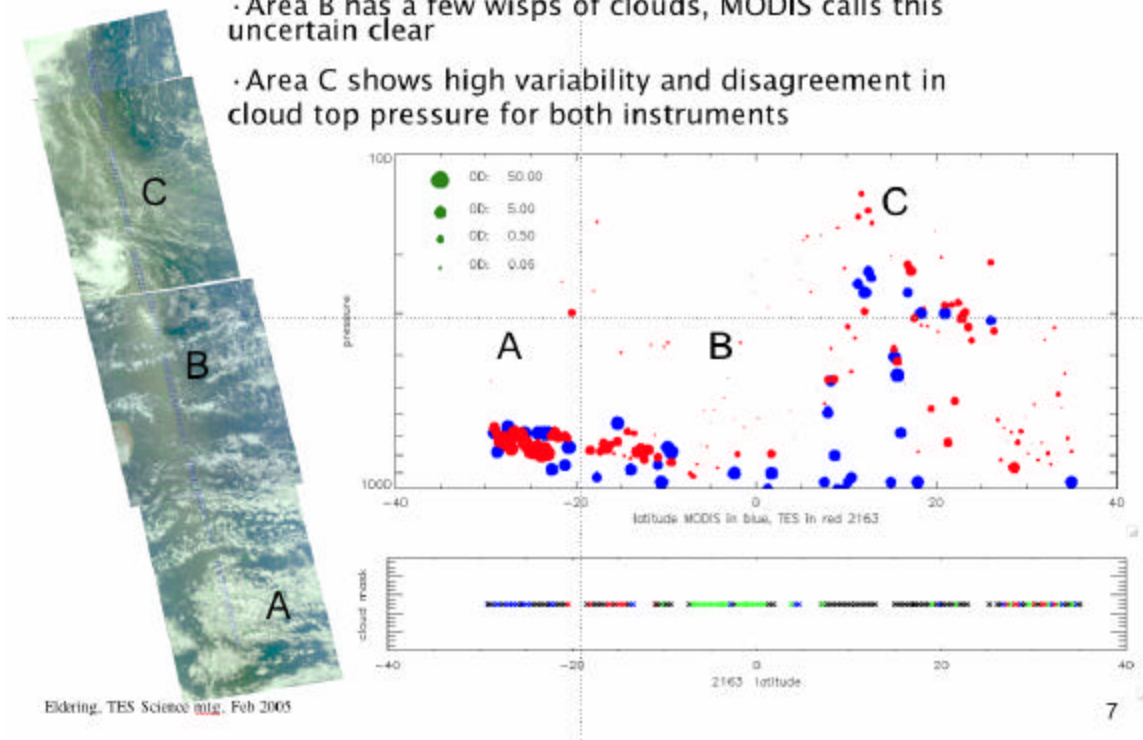 ·Area B has a few wisps of clouds, MODIS calls this
uncertain clear
·Area C shows high variability and disagreement in
cloud top pressure for both instruments
C
B
A
100
OD: 50.00
OD: 5.00
OD: 0.50
OD: 0.06
C
A
B
pressure
1000
-40 -20 0 20 40
latitude MODIS in blue, TES in red 2163
cloud mask
-40 -20 0 20 40
2163 latitude
Eldering, TES Science mtg, Feb 2005
7